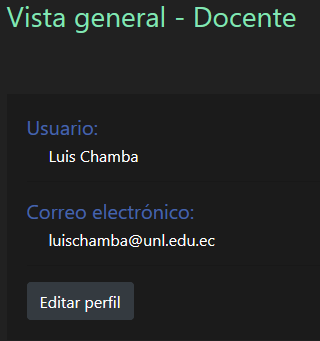 Vista general - Docente
Usuario:
Luis Chamba
Correo electrónico:
luischamba@unl.edu.ec
Editar perfil